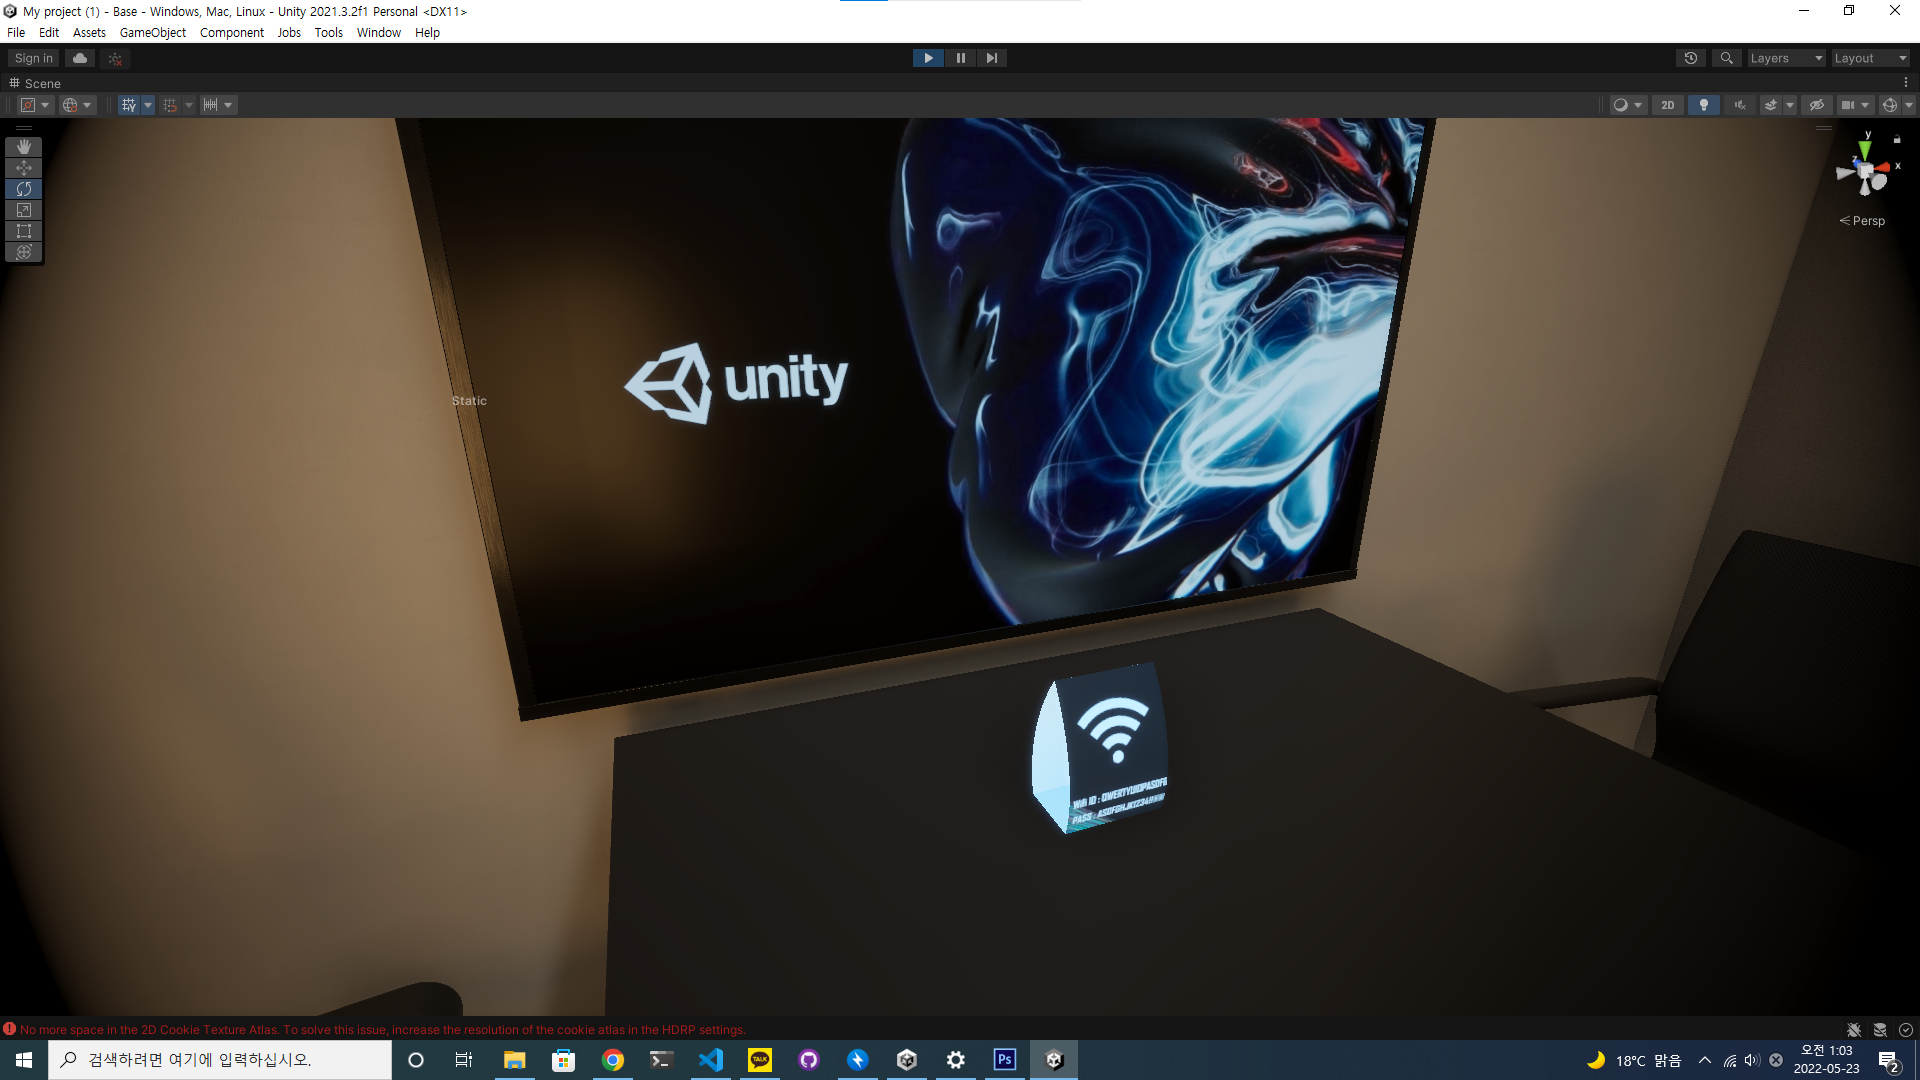 My project (1) - Base - Windows, Mac, Linux - Unity 2021.3.2f1 Personal <DX11>
File Edit Assets GameObject Component Jobs Tools Window Help
Sign in
Layers
Layout
Scene
2D
y
z
x
Persp
unity
Static
Wifi ID : QWERTYUIOPASDFG
PASS :
No more space in the 2D Cookie Texture Atlas. To solve this issue, increase the resolution of the cookie atlas in the HDRP settings.
검색하려면 여기에 입력하십시오.
TALK
Ps
18°C 맑음
오전 1:03
2022-05-23
2